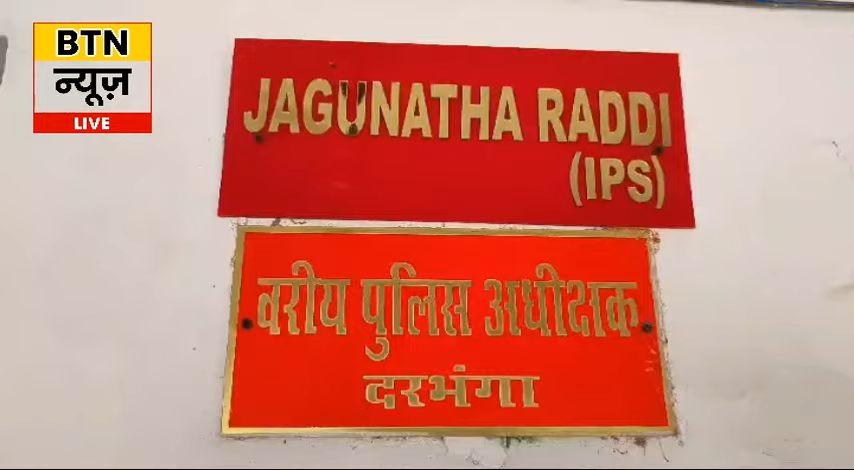 BTN
न्यूज़
LIVE
JAGUNATHA RADDI
(IPS)
वरीय पुलिस अधीक्षक
दरभंगा